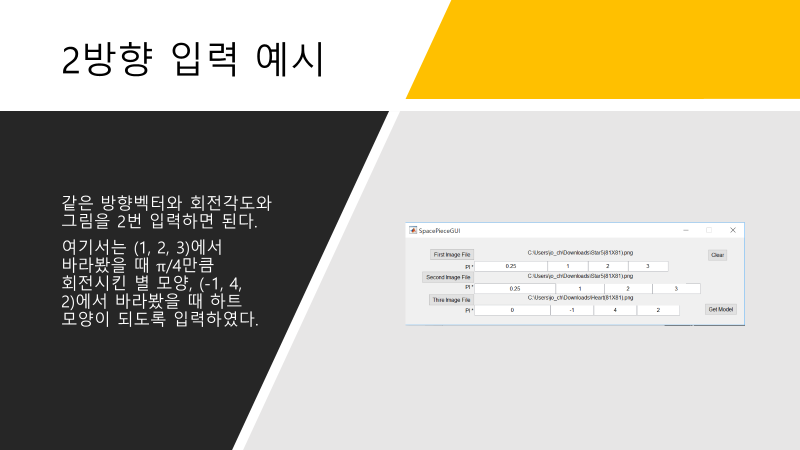 2방향 입력 예시
같은 방향벡터와 회전각도와
그림을 2번 입력하면 된다.
여기서는 (1, 2, 3)에서
바라봤을 때 π/4만큼
회전시킨 별 모양, (-1, 4,
2)에서 바라봤을 때 하트
모양이 되도록 입력하였다.
SpacePieceGUI
First Image File C:\Users\jo_ch\Downloads\Star5(81X81).png Clear
PI * 0.25 1 2 3
Second Image File C:\Users\jo_ch\Downloads\Star5(81X81).png
PI * 0.25 1 2 3
Thire Image File C:\Users\jo_ch\Downloads\Heart(81X81).png
PI * 0 -1 4 2 Get Model